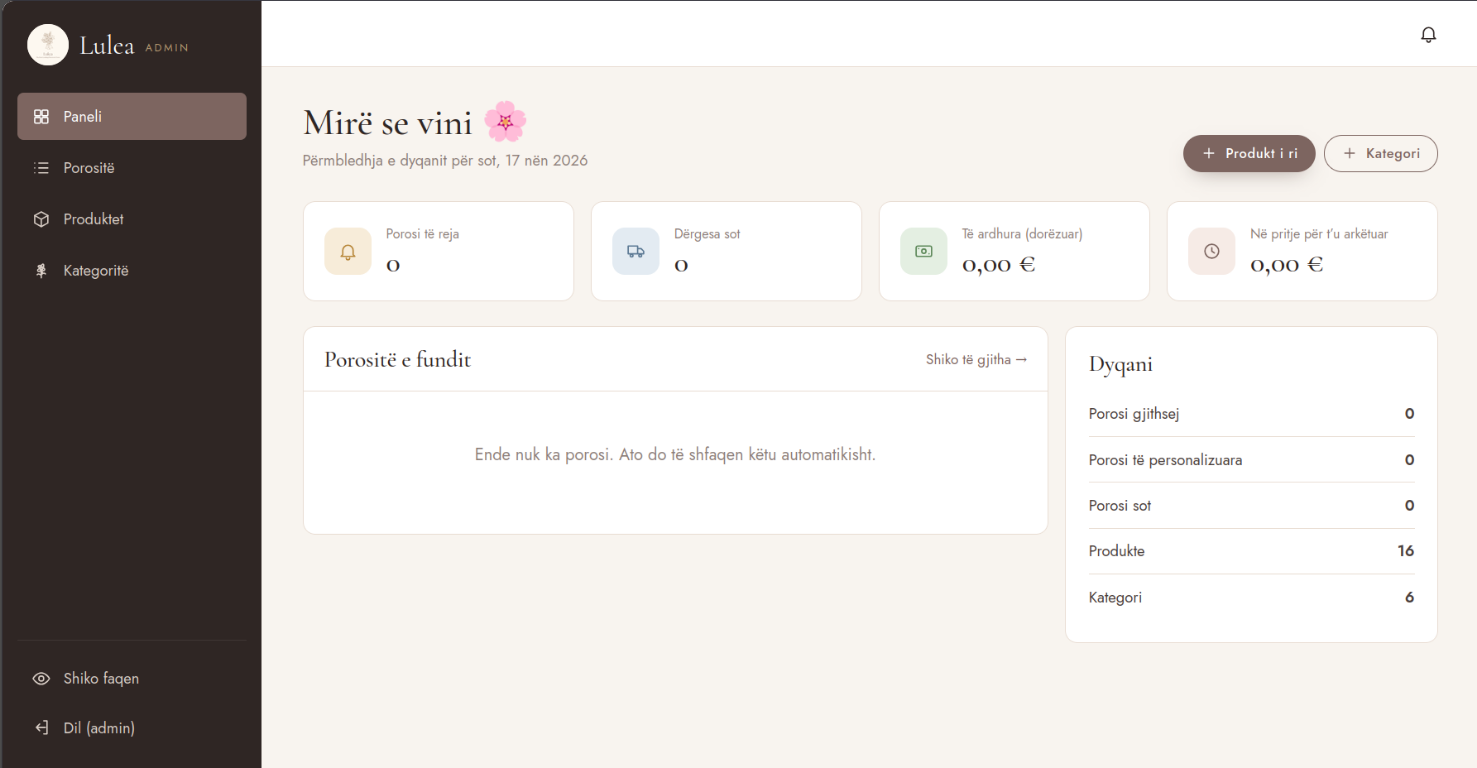 Lulea ADMIN
Paneli
Porositë
Produktet
Kategoritë
Shiko faqen
Dil (admin)
Mirë se vini
Përmbledhja e dyqanit për sot, 17 nën 2026
+ Produkt i ri
+ Kategori
Porosi të reja
0
Dërgesa sot
0
Të ardhura (dorëzuar)
0,00 €
Në pritje për t'u arkëtuar
0,00 €
Porositë e fundit
Shiko të gjitha →
Ende nuk ka porosi. Ato do të shfaqen këtu automatikisht.
Dyqani
Porosi gjithsej 0
Porosi të personalizuara 0
Porosi sot 0
Produkte 16
Kategori 6